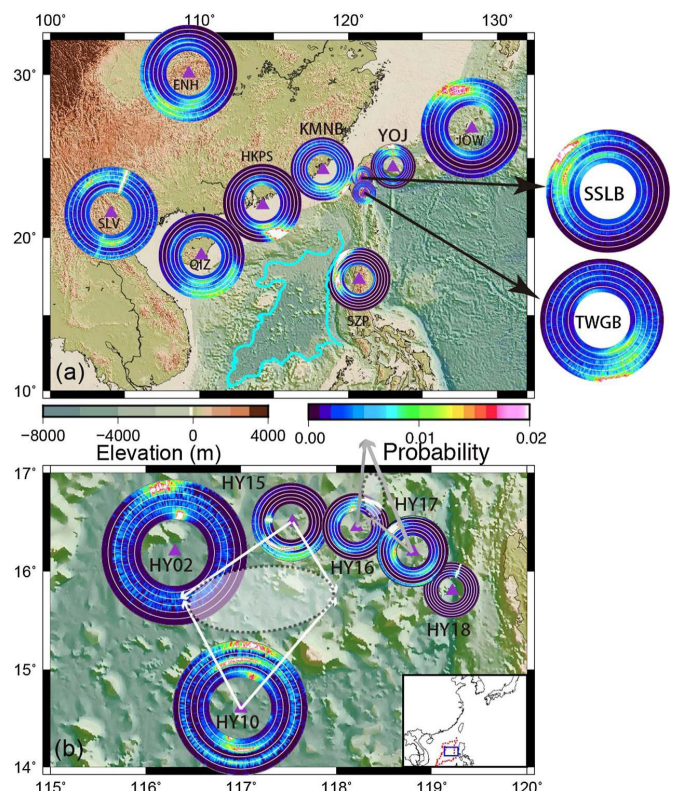 100° 110° 120° 130°
30°
20°
10°
ENH
KMNB
YOJ
JOW
HKPS
SLV
QIZ
SZP
SSLB
TWGB
(a)
−8000 −4000 0 4000
Elevation (m)
0.00 0.01 0.02
Probability
17°
16°
15°
14°
HY15
HY17
HY02
HY16
HY18
HY10
(b)
115° 116° 117° 118° 119° 120°